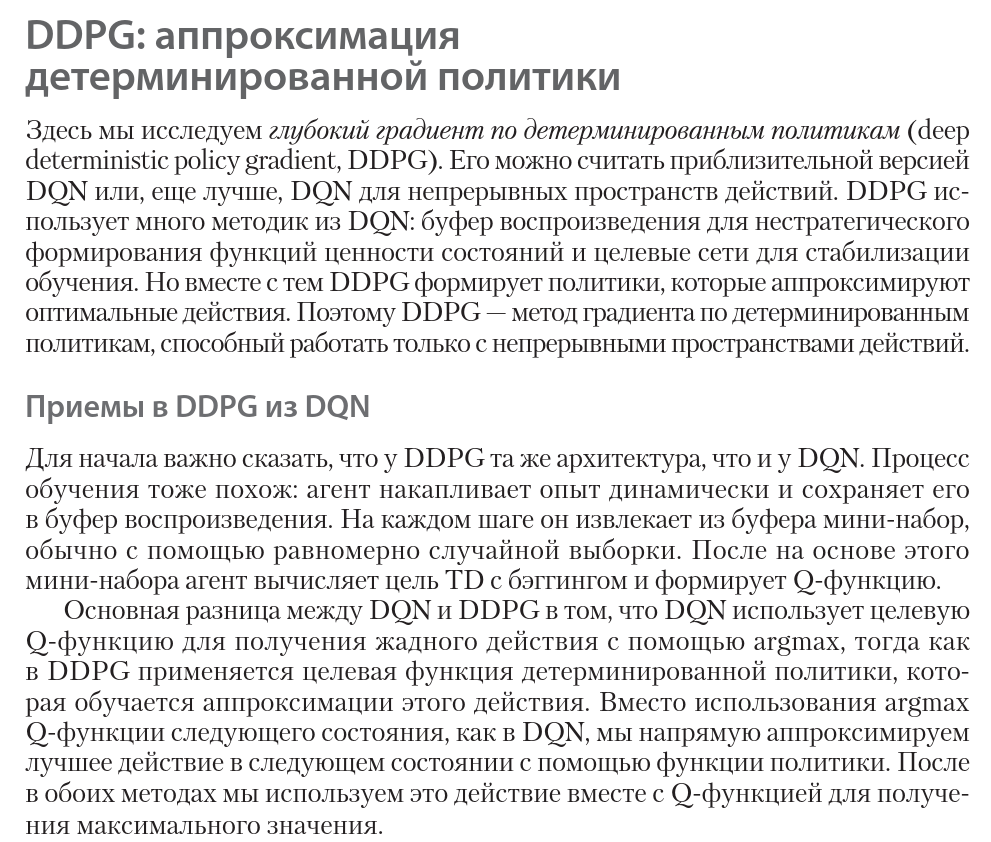 DDPG: аппроксимация
детерминированной политики
Здесь мы исследуем глубокий градиент по детерминированным политикам (deep
deterministic policy gradient, DDPG). Его можно считать приблизительной версией
DQN или, еще лучше, DQN для непрерывных пространств действий. DDPG ис-
пользует много методик из DQN: буфер воспроизведения для нестратегического
формирования функций ценности состояний и целевые сети для стабилизации
обучения. Но вместе с тем DDPG формирует политики, которые аппроксимируют
оптимальные действия. Поэтому DDPG — метод градиента по детерминированным
политикам, способный работать только с непрерывными пространствами действий.
Приемы в DDPG из DQN
Для начала важно сказать, что у DDPG та же архитектура, что и у DQN. Процесс
обучения тоже похож: агент накапливает опыт динамически и сохраняет его
в буфер воспроизведения. На каждом шаге он извлекает из буфера мини-набор,
обычно с помощью равномерно случайной выборки. После на основе этого
мини-набора агент вычисляет цель TD с бэггингом и формирует Q-функцию.
Основная разница между DQN и DDPG в том, что DQN использует целевую
Q-функцию для получения жадного действия с помощью argmax, тогда как
в DDPG применяется целевая функция детерминированной политики, кото-
рая обучается аппроксимации этого действия. Вместо использования argmax
Q-функции следующего состояния, как в DQN, мы напрямую аппроксимируем
лучшее действие в следующем состоянии с помощью функции политики. После
в обоих методах мы используем это действие вместе с Q-функцией для получе-
ния максимального значения.